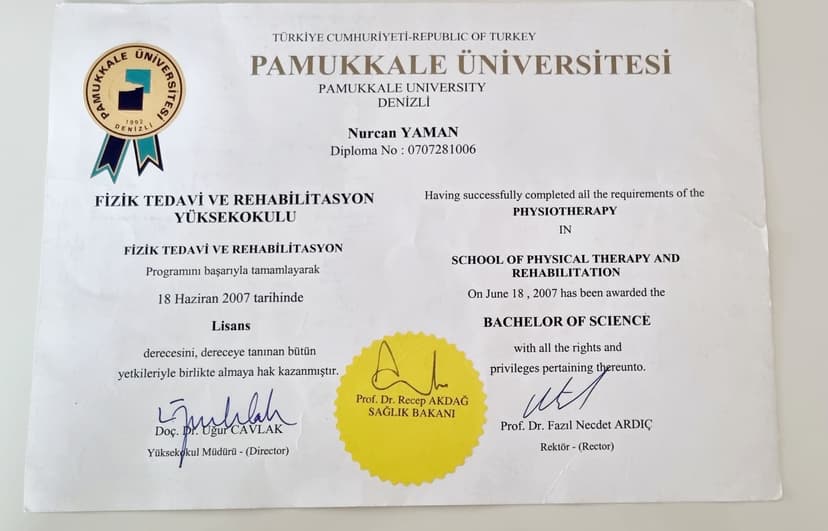 TÜRKİYE CUMHURİYETİ-REPUBLIC OF TURKEY
PAMUKKALE ÜNİVERSİTESİ
PAMUKKALE UNIVERSITY
DENİZLİ
PAMUKKALE ÜNİVERSİTESİ
1992
DENİZLİ
Nurcan YAMAN
Diploma No : 0707281006
FİZİK TEDAVİ VE REHABİLİTASYON
YÜKSEKOKULU
FİZİK TEDAVİ VE REHABİLİTASYON
Programını başarıyla tamamlayarak
18 Haziran 2007 tarihinde
Lisans
derecesini, dereceye tanınan bütün
yetkileriyle birlikte almaya hak kazanmıştır.
Doç. Dr. Uğur CAVLAK
Yüksekokul Müdürü - (Director)
Having successfully completed all the requirements of the
PHYSIOTHERAPY
IN
SCHOOL OF PHYSICAL THERAPY AND
REHABILITATION
On June 18 , 2007 has been awarded the
BACHELOR OF SCIENCE
with all the rights and
privileges pertaining thereunto.
Prof. Dr. Fazıl Necdet ARDIÇ
Rektör - (Rector)
Prof. Dr. Recep AKDAĞ
SAĞLIK BAKANI